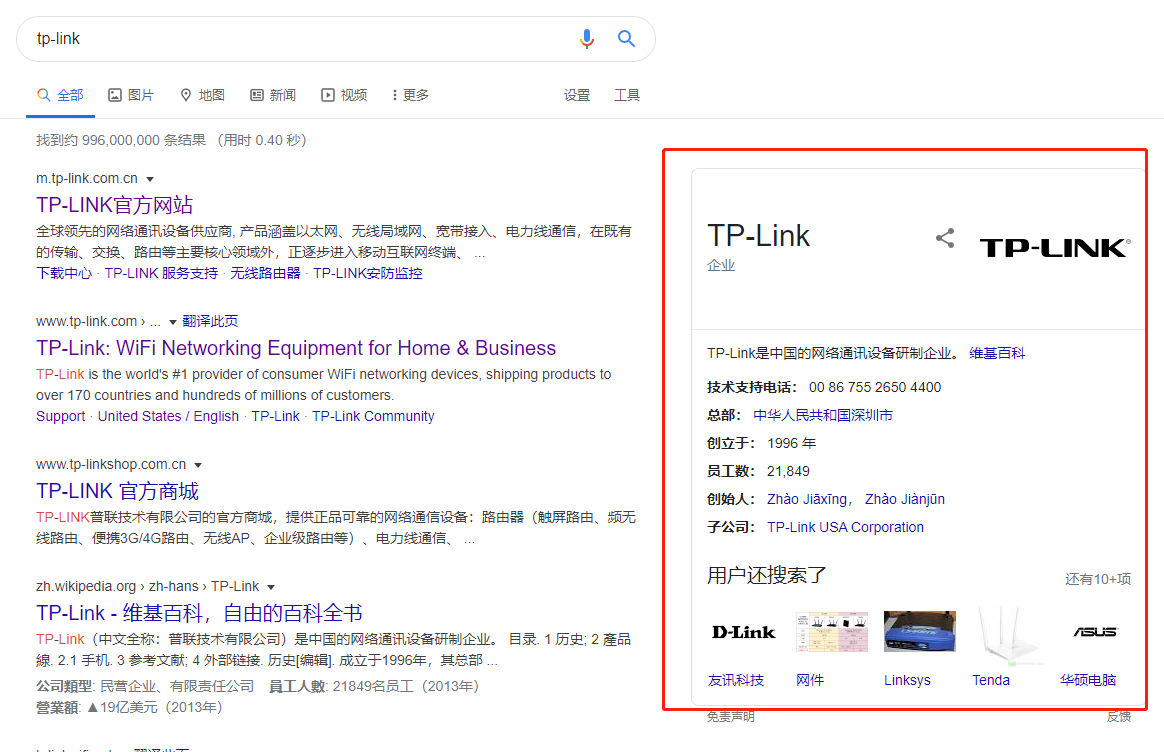 tp-link
全部 图片 地图 新闻 视频 更多 设置 工具
找到约 996,000,000 条结果 （用时 0.40 秒）
m.tp-link.com.cn
TP-LINK官方网站
全球领先的网络通讯设备供应商, 产品涵盖以太网、无线局域网、宽带接入、电力线通信，在既有
的传输、交换、路由等主要核心领域外，正逐步进入移动互联网终端、 ...
下载中心 · TP-LINK 服务支持 · 无线路由器 · TP-LINK安防监控
www.tp-link.com › ... 翻译此页
TP-Link: WiFi Networking Equipment for Home & Business
TP-Link is the world's #1 provider of consumer WiFi networking devices, shipping products to
over 170 countries and hundreds of millions of customers.
Support · United States / English · TP-Link · TP-Link Community
www.tp-linkshop.com.cn
TP-LINK 官方商城
TP-LINK普联技术有限公司的官方商城，提供正品可靠的网络通信设备：路由器（触屏路由、频无
线路由、便携3G/4G路由、无线AP、企业级路由等）、电力线通信、 ...
zh.wikipedia.org › zh-hans › TP-Link
TP-Link - 维基百科，自由的百科全书
TP-Link（中文全称：普联技术有限公司）是中国的网络通讯设备研制企业。 目录. 1 历史; 2 產品
線. 2.1 手机. 3 参考文献; 4 外部链接. 历史[编辑]. 成立于1996年，其总部 ...
公司類型: 民营企业、有限责任公司 員工人數: 21849名员工（2013年）
營業額: ▲19亿美元（2013年）
TP-Link
企业
TP-LINK®
TP-Link是中国的网络通讯设备研制企业。 维基百科
技术支持电话： 00 86 755 2650 4400
总部： 中华人民共和国深圳市
创立于： 1996 年
员工数： 21,849
创始人： Zhào Jiāxīng， Zhào Jiànjūn
子公司： TP-Link USA Corporation
用户还搜索了 还有10+项
D-Link
ASUS
友讯科技 网件 Linksys Tenda 华硕电脑
免责声明 反馈